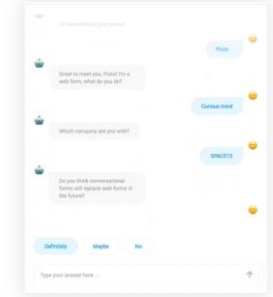 Pluto
Great to meet you, Pluto! I'm a
web form, what do you do?
Curious mind
Which company are you with?
SPACE10
Do you think conversational
forms will replace web forms in
the future?
Definitely
Maybe
No
Type your answer here ...